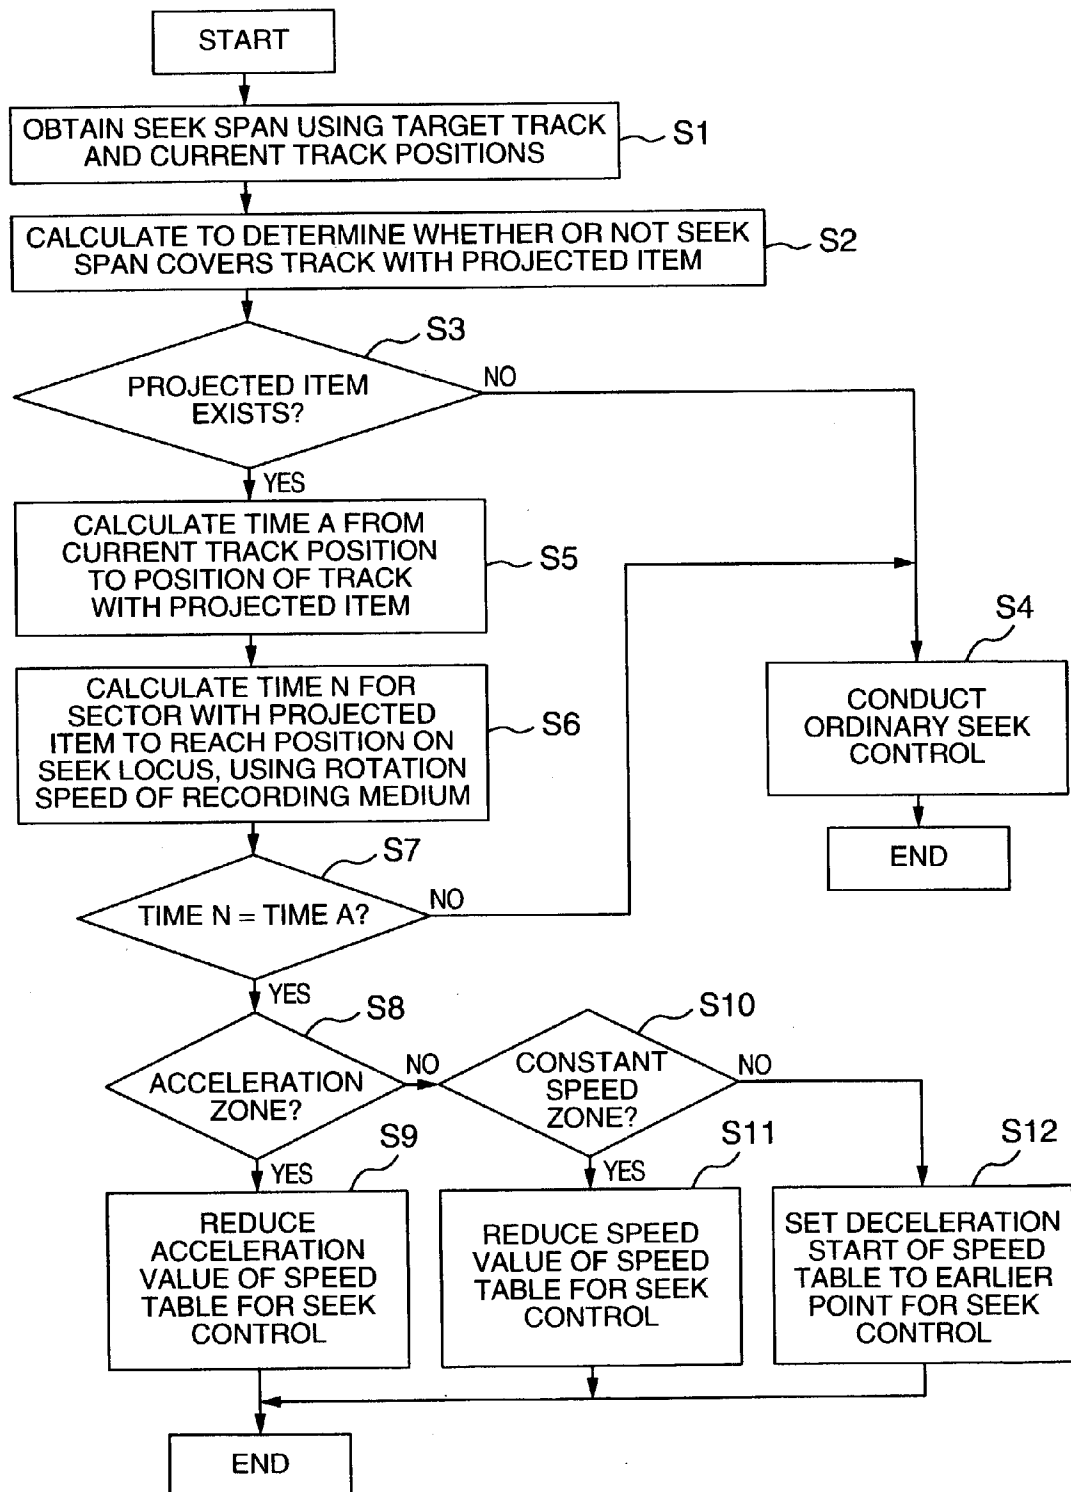 START
OBTAIN SEEK SPAN USING TARGET TRACK
AND CURRENT TRACK POSITIONS
S1
CALCULATE TO DETERMINE WHETHER OR NOT SEEK
SPAN COVERS TRACK WITH PROJECTED ITEM
S2
S3
PROJECTED ITEM
EXISTS?
NO
YES
CALCULATE TIME A FROM
CURRENT TRACK POSITION
TO POSITION OF TRACK
WITH PROJECTED ITEM
S5
S4
CONDUCT
ORDINARY SEEK
CONTROL
END
CALCULATE TIME N FOR
SECTOR WITH PROJECTED
ITEM TO REACH POSITION ON
SEEK LOCUS, USING ROTATION
SPEED OF RECORDING MEDIUM
S6
S7
TIME N = TIME A?
NO
YES
S8
ACCELERATION
ZONE?
NO
S10
CONSTANT
SPEED
ZONE?
NO
YES
S9
REDUCE
ACCELERATION
VALUE OF SPEED
TABLE FOR SEEK
CONTROL
YES
S11
REDUCE SPEED
VALUE OF SPEED
TABLE FOR SEEK
CONTROL
S12
SET DECELERATION
START OF SPEED
TABLE TO EARLIER
POINT FOR SEEK
CONTROL
END